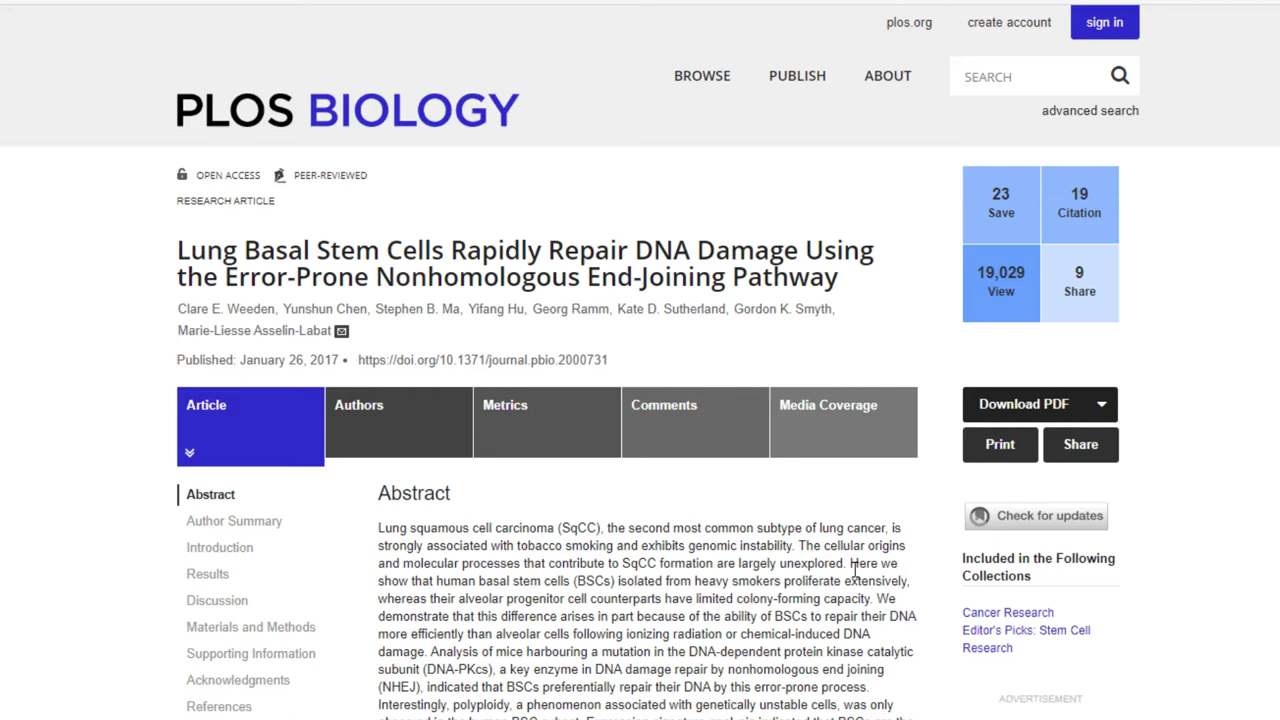 plos.org create account sign in
BROWSE PUBLISH ABOUT SEARCH
PLOS BIOLOGY
advanced search
OPEN ACCESS PEER-REVIEWED
RESEARCH ARTICLE
Lung Basal Stem Cells Rapidly Repair DNA Damage Using
the Error-Prone Nonhomologous End-Joining Pathway
Clare E. Weeden, Yunshun Chen, Stephen B. Ma, Yifang Hu, Georg Ramm, Kate D. Sutherland, Gordon K. Smyth,
Marie-Liesse Asselin-Labat
Published: January 26, 2017 • https://doi.org/10.1371/journal.pbio.2000731
23
Save
19
Citation
19,029
View
9
Share
Article Authors Metrics Comments Media Coverage
Download PDF
Print Share
Abstract
Author Summary
Introduction
Results
Discussion
Materials and Methods
Supporting Information
Acknowledgments
References
Abstract
Lung squamous cell carcinoma (SqCC), the second most common subtype of lung cancer, is
strongly associated with tobacco smoking and exhibits genomic instability. The cellular origins
and molecular processes that contribute to SqCC formation are largely unexplored. Here we
show that human basal stem cells (BSCs) isolated from heavy smokers proliferate extensively,
whereas their alveolar progenitor cell counterparts have limited colony-forming capacity. We
demonstrate that this difference arises in part because of the ability of BSCs to repair their DNA
more efficiently than alveolar cells following ionizing radiation or chemical-induced DNA
damage. Analysis of mice harbouring a mutation in the DNA-dependent protein kinase catalytic
subunit (DNA-PKcs), a key enzyme in DNA damage repair by nonhomologous end joining
(NHEJ), indicated that BSCs preferentially repair their DNA by this error-prone process.
Interestingly, polyploidy, a phenomenon associated with genetically unstable cells, was only
Check for updates
Included in the Following
Collections
Cancer Research
Editor's Picks: Stem Cell
Research
ADVERTISEMENT